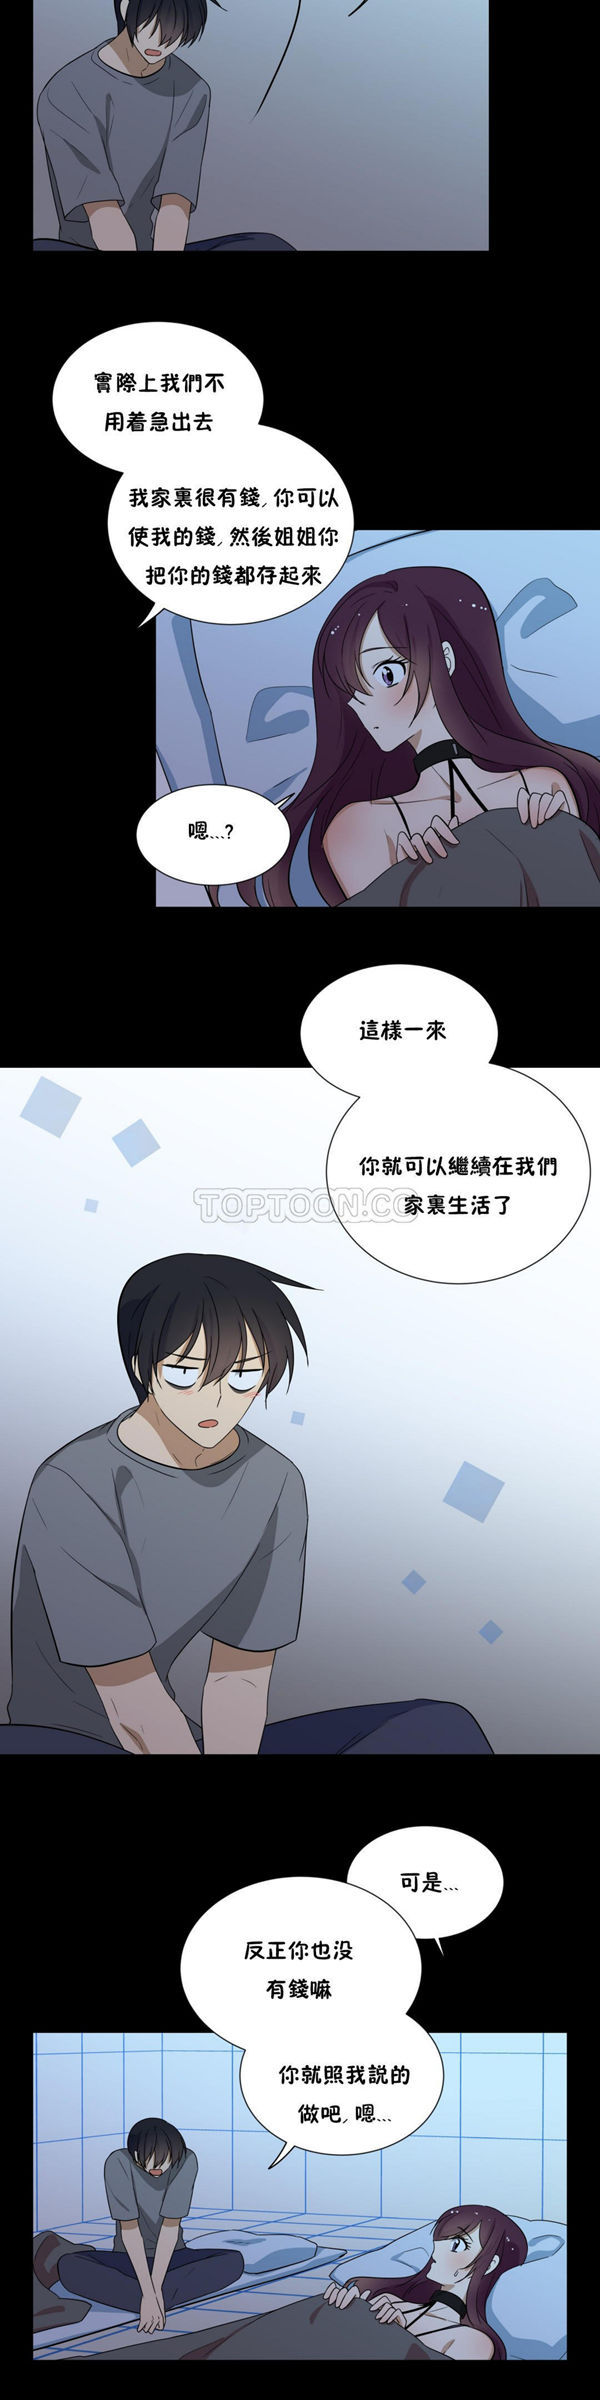 實際上我們不
用着急出去
我家裏很有錢,你可以
使我的錢,然後姐姐你
把你的錢都存起來
嗯...?
這樣一來
你就可以繼續在我們
家裏生活了
TOPTOON.CO
可是...
反正你也没
有錢嘛
你就照我説的
做吧,嗯...